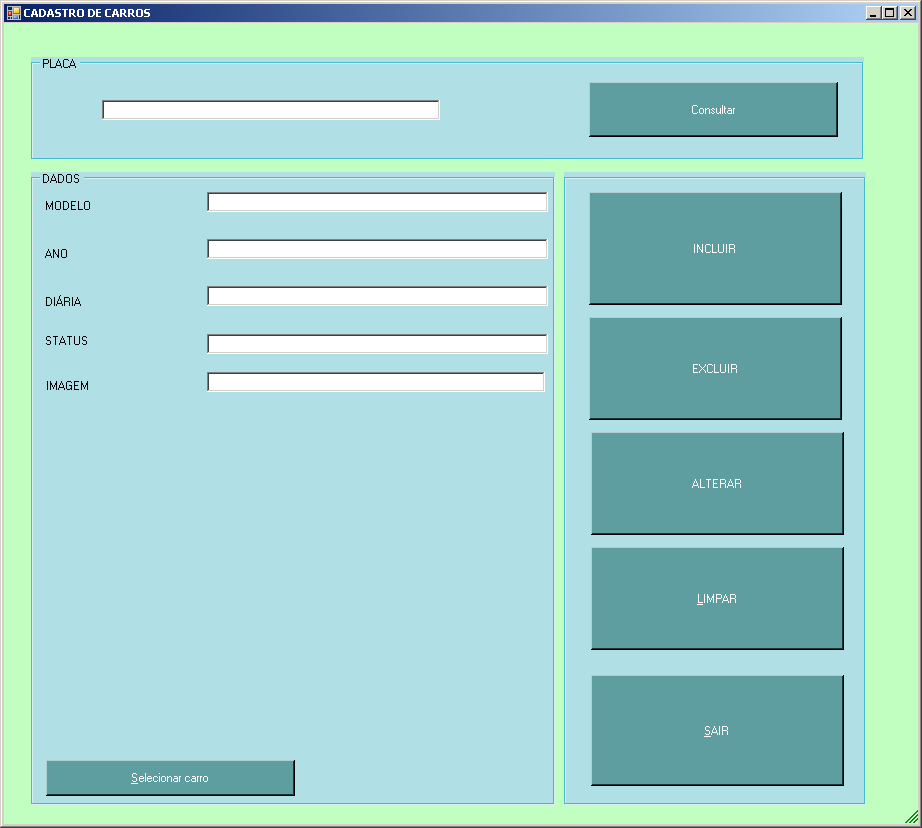 CADASTRO DE CARROS
PLACA
Consultar
DADOS
MODELO
ANO
DIÁRIA
STATUS
IMAGEM
Selecionar carro
INCLUIR
EXCLUIR
ALTERAR
LIMPAR
SAIR